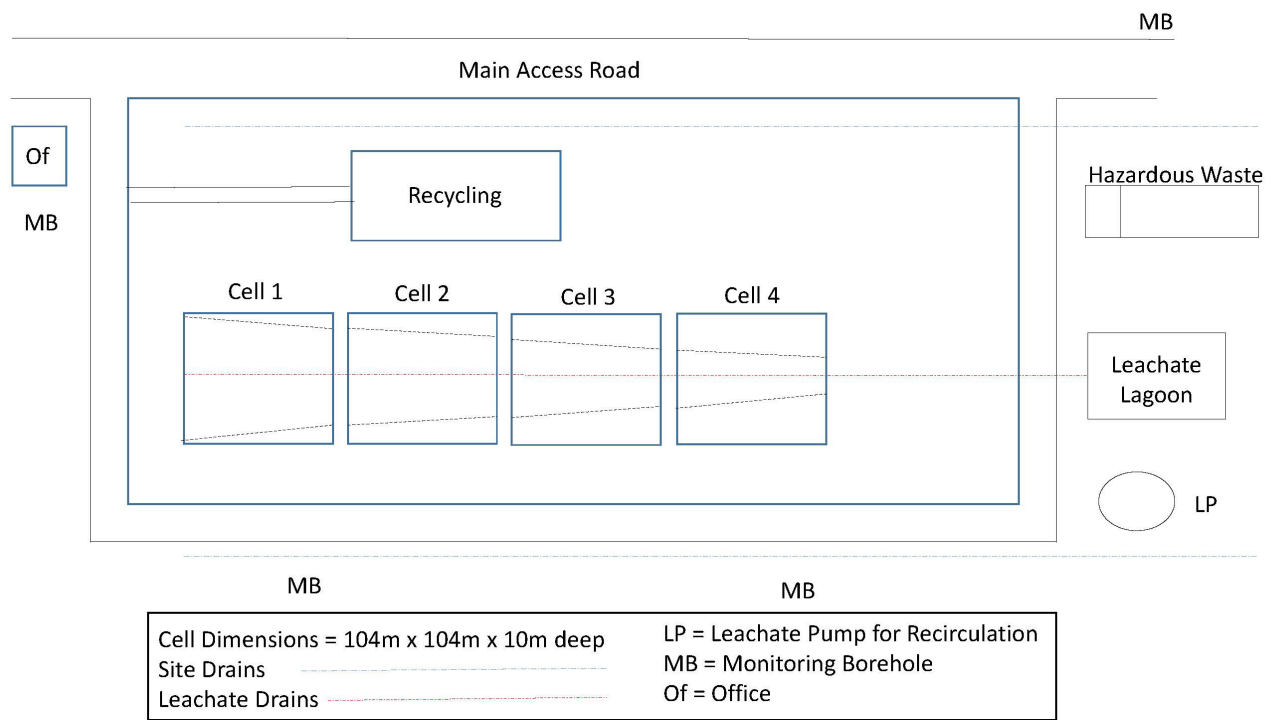 MB
Main Access Road
Of
Recycling
Hazardous Waste
MB
Cell 1
Cell 2
Cell 3
Cell 4
Leachate
Lagoon
LP
MB
MB
Cell Dimensions = 104m x 104m x 10m deep
Site Drains
Leachate Drains
LP = Leachate Pump for Recirculation
MB = Monitoring Borehole
Of = Office